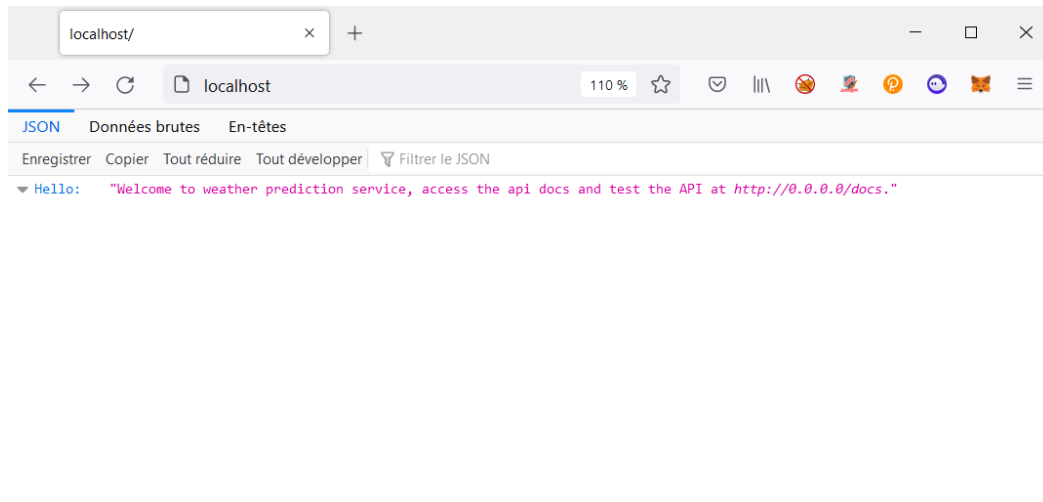 localhost/
localhost 110 %
JSON Données brutes En-têtes
Enregistrer Copier Tout réduire Tout développer Filtrer le JSON
Hello: "Welcome to weather prediction service, access the api docs and test the API at http://0.0.0.0/docs."